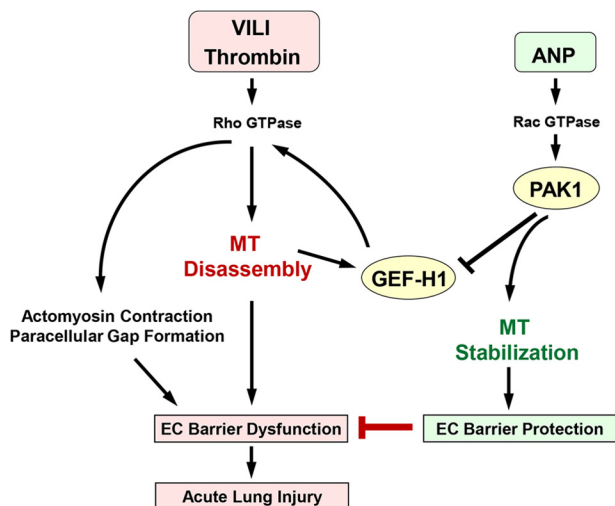 VILI
Thrombin
ANP
Rho GTPase
Rac GTPase
PAK1
MT
Disassembly
GEF-H1
Actomyosin Contraction
Paracellular Gap Formation
MT
Stabilization
EC Barrier Dysfunction
EC Barrier Protection
Acute Lung Injury